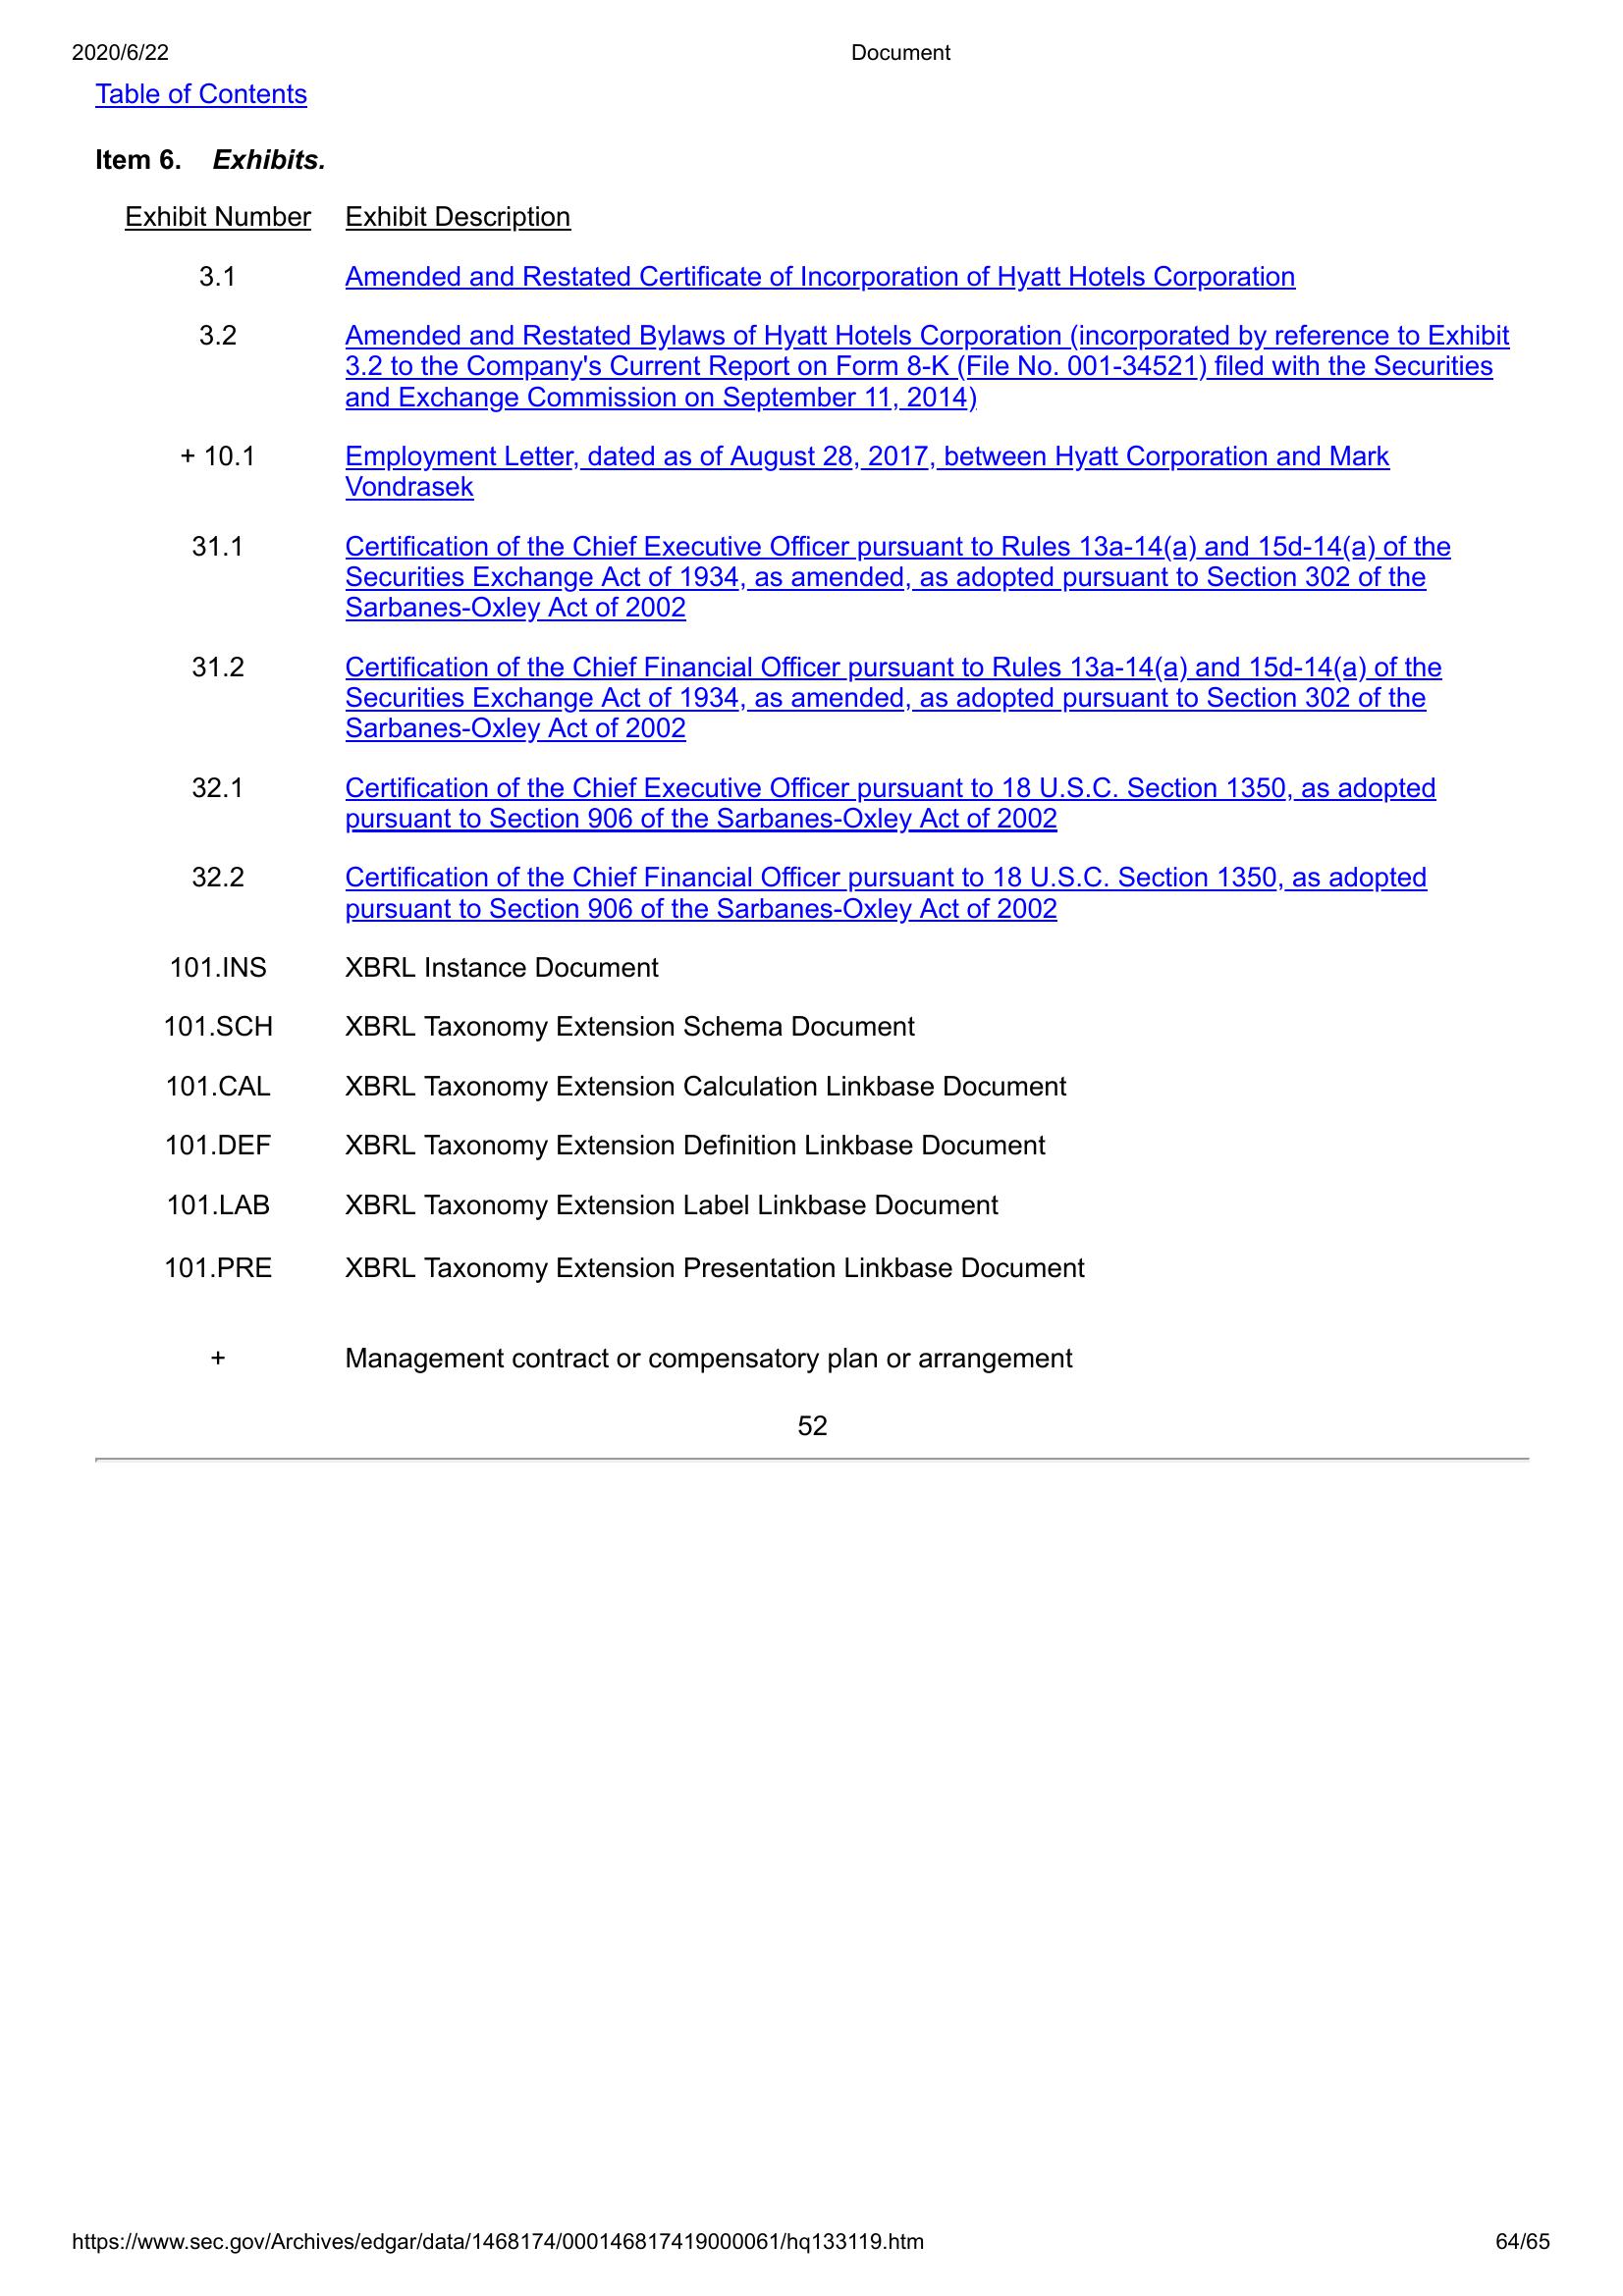 2020/6/22 Document
Table of Contents
Item 6. Exhibits.
Exhibit Number Exhibit Description
3.1 Amended and Restated Certificate of Incorporation of Hyatt Hotels Corporation
3.2 Amended and Restated Bylaws of Hyatt Hotels Corporation (incorporated by reference to Exhibit
3.2 to the Company's Current Report on Form 8-K (File No. 001-34521) filed with the Securities
and Exchange Commission on September 11, 2014)
+ 10.1 Employment Letter, dated as of August 28, 2017, between Hyatt Corporation and Mark
Vondrasek
31.1 Certification of the Chief Executive Officer pursuant to Rules 13a-14(a) and 15d-14(a) of the
Securities Exchange Act of 1934, as amended, as adopted pursuant to Section 302 of the
Sarbanes-Oxley Act of 2002
31.2 Certification of the Chief Financial Officer pursuant to Rules 13a-14(a) and 15d-14(a) of the
Securities Exchange Act of 1934, as amended, as adopted pursuant to Section 302 of the
Sarbanes-Oxley Act of 2002
32.1 Certification of the Chief Executive Officer pursuant to 18 U.S.C. Section 1350, as adopted
pursuant to Section 906 of the Sarbanes-Oxley Act of 2002
32.2 Certification of the Chief Financial Officer pursuant to 18 U.S.C. Section 1350, as adopted
pursuant to Section 906 of the Sarbanes-Oxley Act of 2002
101.INS XBRL Instance Document
101.SCH XBRL Taxonomy Extension Schema Document
101.CAL XBRL Taxonomy Extension Calculation Linkbase Document
101.DEF XBRL Taxonomy Extension Definition Linkbase Document
101.LAB XBRL Taxonomy Extension Label Linkbase Document
101.PRE XBRL Taxonomy Extension Presentation Linkbase Document
+ Management contract or compensatory plan or arrangement
52
https://www.sec.gov/Archives/edgar/data/1468174/000146817419000061/hq133119.htm 64/65